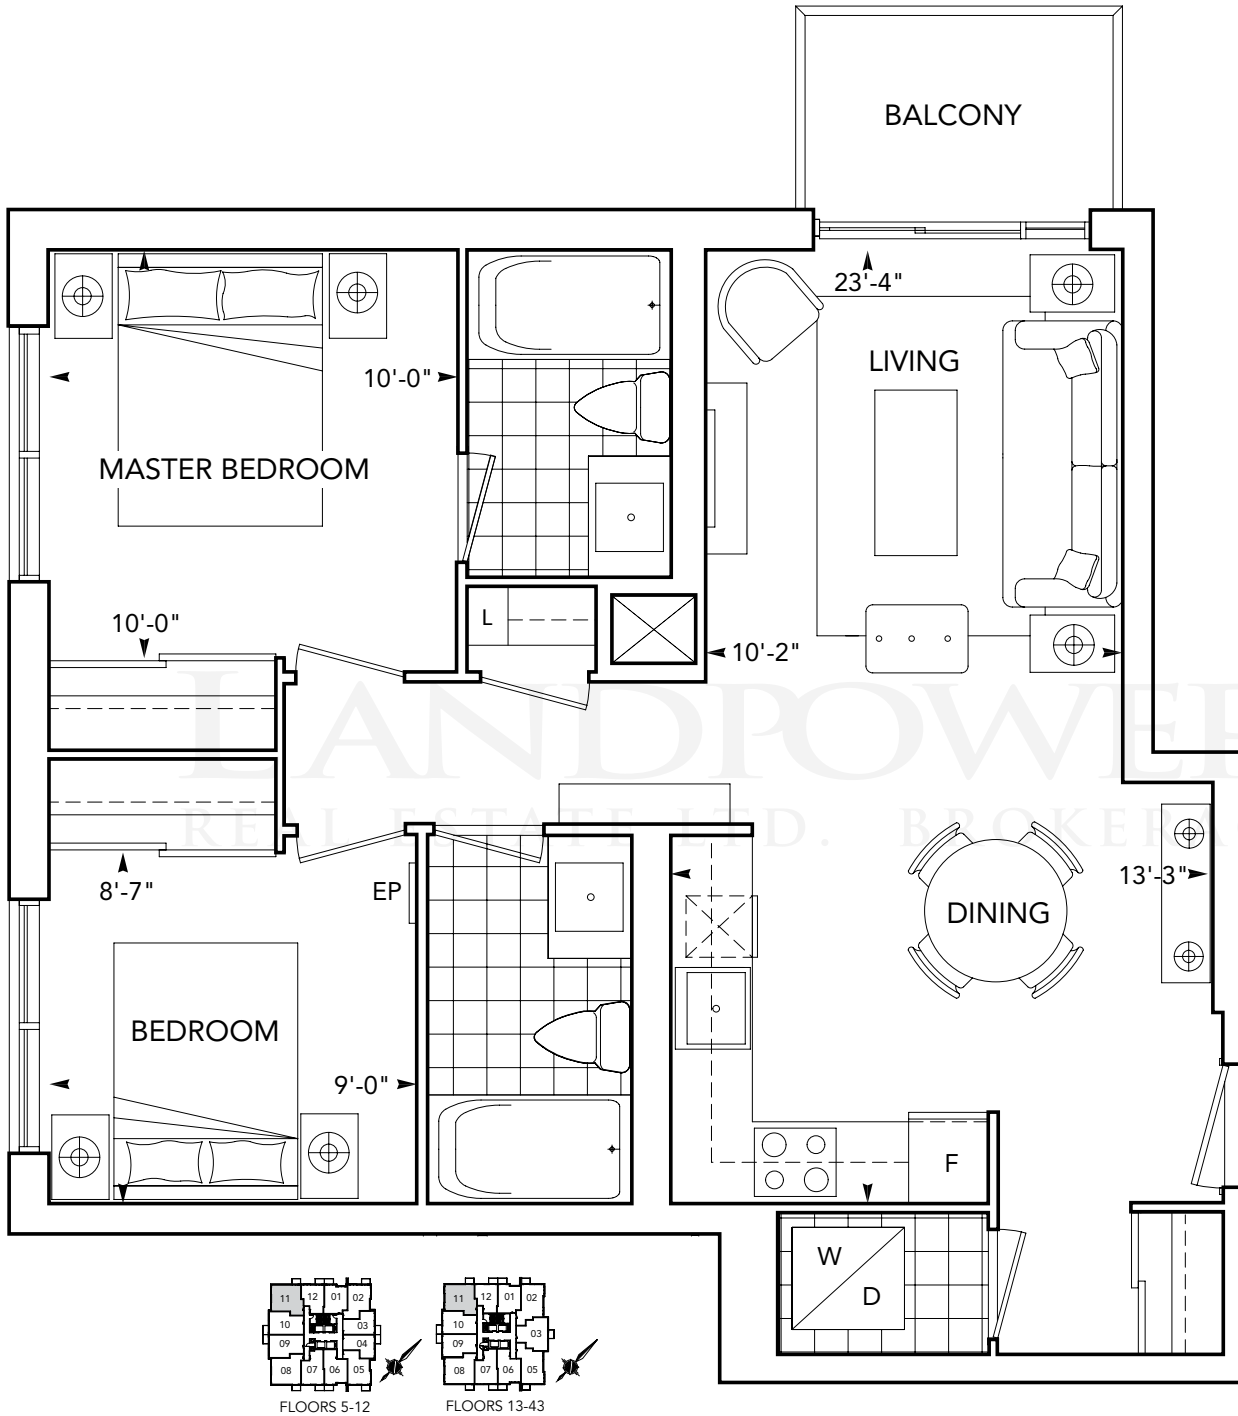 BALCONY
23'-4"
LIVING
10'-0"
MASTER BEDROOM
10'-0"
L
10'-2"
LANDPOWER
REAL ESTATE LTD. BROKERA
8'-7"
EP
13'-3"
DINING
BEDROOM
9'-0"
F
W
D
11 12 01 02
10 03
09 04
08 07 06 05
FLOORS 5-12
11 12 01 02
10 03
09
08 07 06 05
FLOORS 13-43